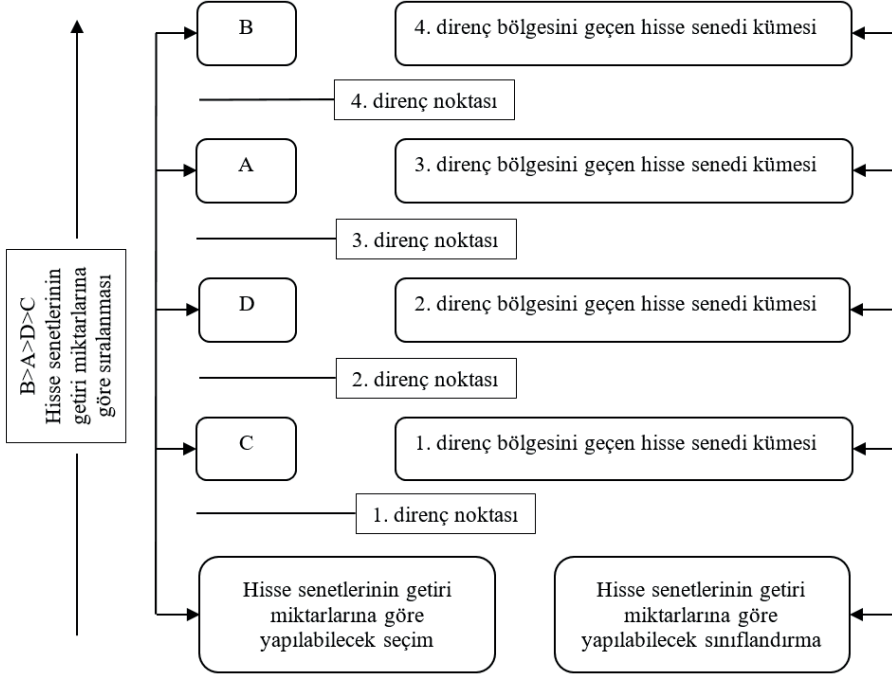 B
4. direnç bölgesini geçen hisse senedi kümesi
4. direnç noktası
A
3. direnç bölgesini geçen hisse senedi kümesi
3. direnç noktası
B>A>D>C
Hisse senetlerinin
getiri miktarlarına
göre sıralanması
D
2. direnç bölgesini geçen hisse senedi kümesi
2. direnç noktası
C
1. direnç bölgesini geçen hisse senedi kümesi
1. direnç noktası
Hisse senetlerinin getiri
miktarlarına göre
yapılabilecek seçim
Hisse senetlerinin getiri
miktarlarına göre
yapılabilecek sınıflandırma